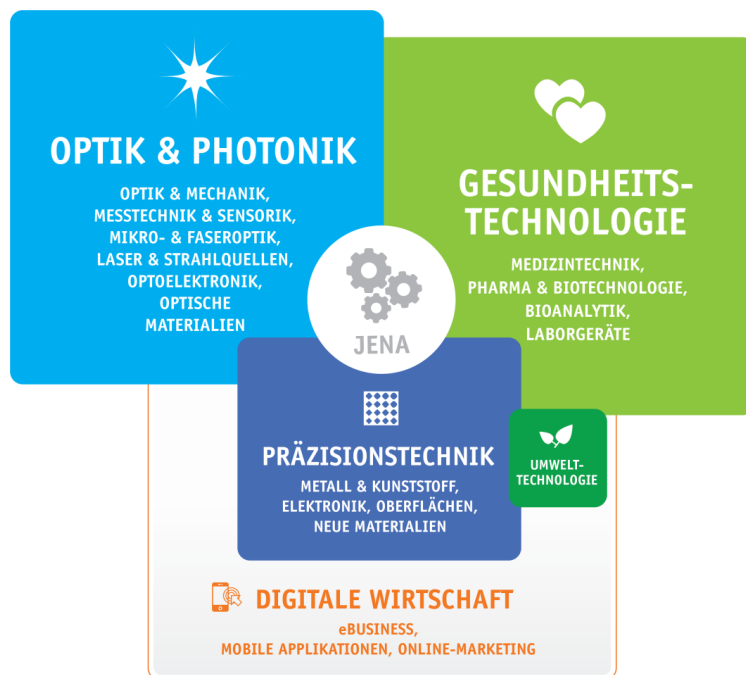 OPTIK & PHOTONIK
OPTIK & MECHANIK,
MESSTECHNIK & SENSORIK,
MIKRO- & FASEROPTIK,
LASER & STRAHLQUELLEN,
OPTOELEKTRONIK,
OPTISCHE
MATERIALIEN
GESUNDHEITS-
TECHNOLOGIE
MEDIZINTECHNIK,
PHARMA & BIOTECHNOLOGIE,
BIOANALYTIK,
LABORGERÄTE
JENA
PRÄZISIONSTECHNIK
METALL & KUNSTSTOFF,
ELEKTRONIK, OBERFLÄCHEN,
NEUE MATERIALIEN
UMWELT-
TECHNOLOGIE
DIGITALE WIRTSCHAFT
eBUSINESS,
MOBILE APPLIKATIONEN, ONLINE-MARKETING